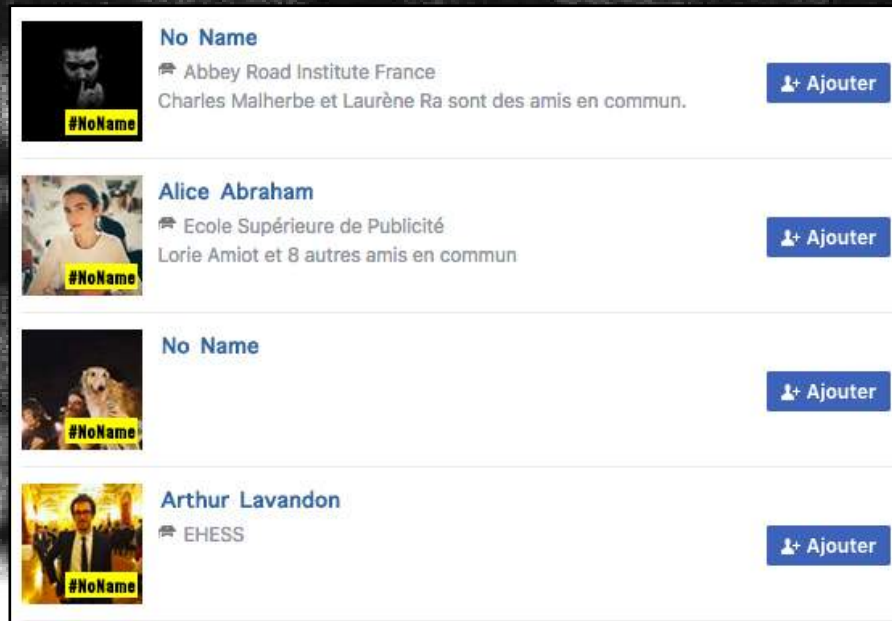 No Name
Abbey Road Institute France
Charles Malherbe et Laurène Ra sont des amis en commun.
#NoName
Ajouter
Alice Abraham
Ecole Supérieure de Publicité
Lorie Amiot et 8 autres amis en commun
#NoName
Ajouter
No Name
#NoName
Ajouter
Arthur Lavandon
EHESS
#NoName
Ajouter